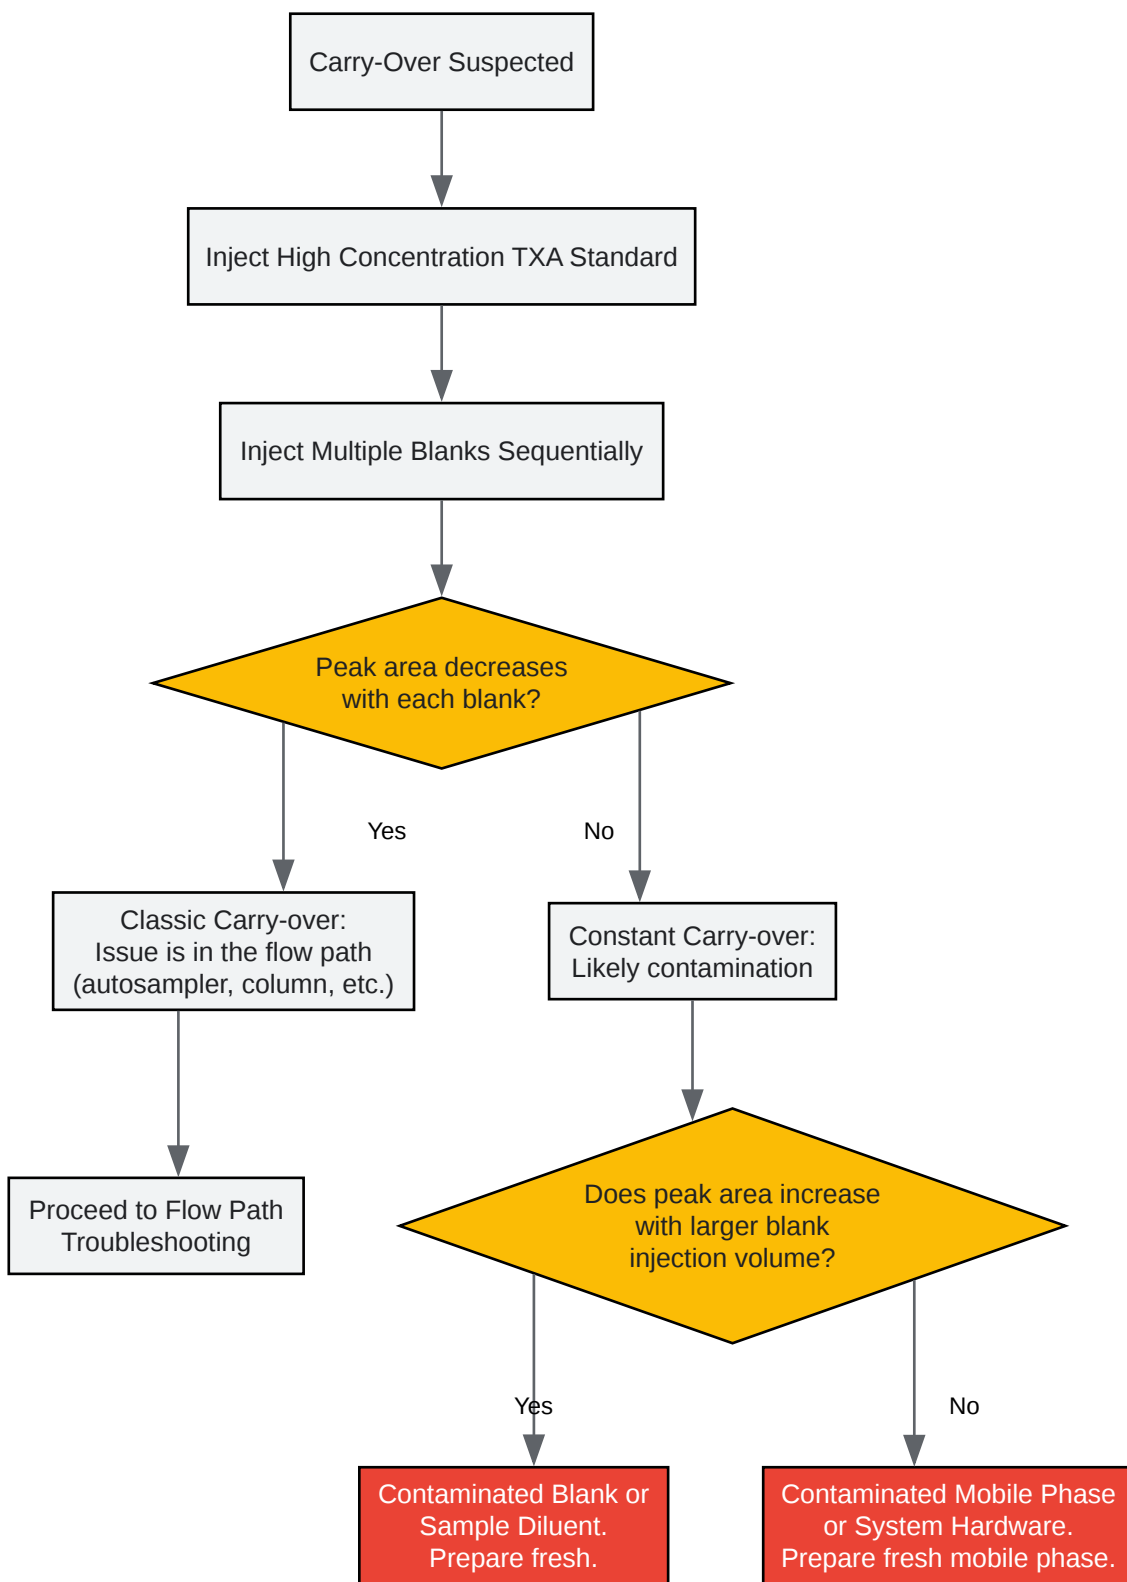 Carry-Over Suspected
Inject High Concentration TXA Standard
Inject Multiple Blanks Sequentially
Peak area decreases
with each blank?
Yes
No
Classic Carry-over:
Issue is in the flow path
(autosampler, column, etc.)
Constant Carry-over:
Likely contamination
Proceed to Flow Path
Troubleshooting
Does peak area increase
with larger blank
injection volume?
Yes
No
Contaminated Blank or
Sample Diluent.
Prepare fresh.
Contaminated Mobile Phase
or System Hardware.
Prepare fresh mobile phase.